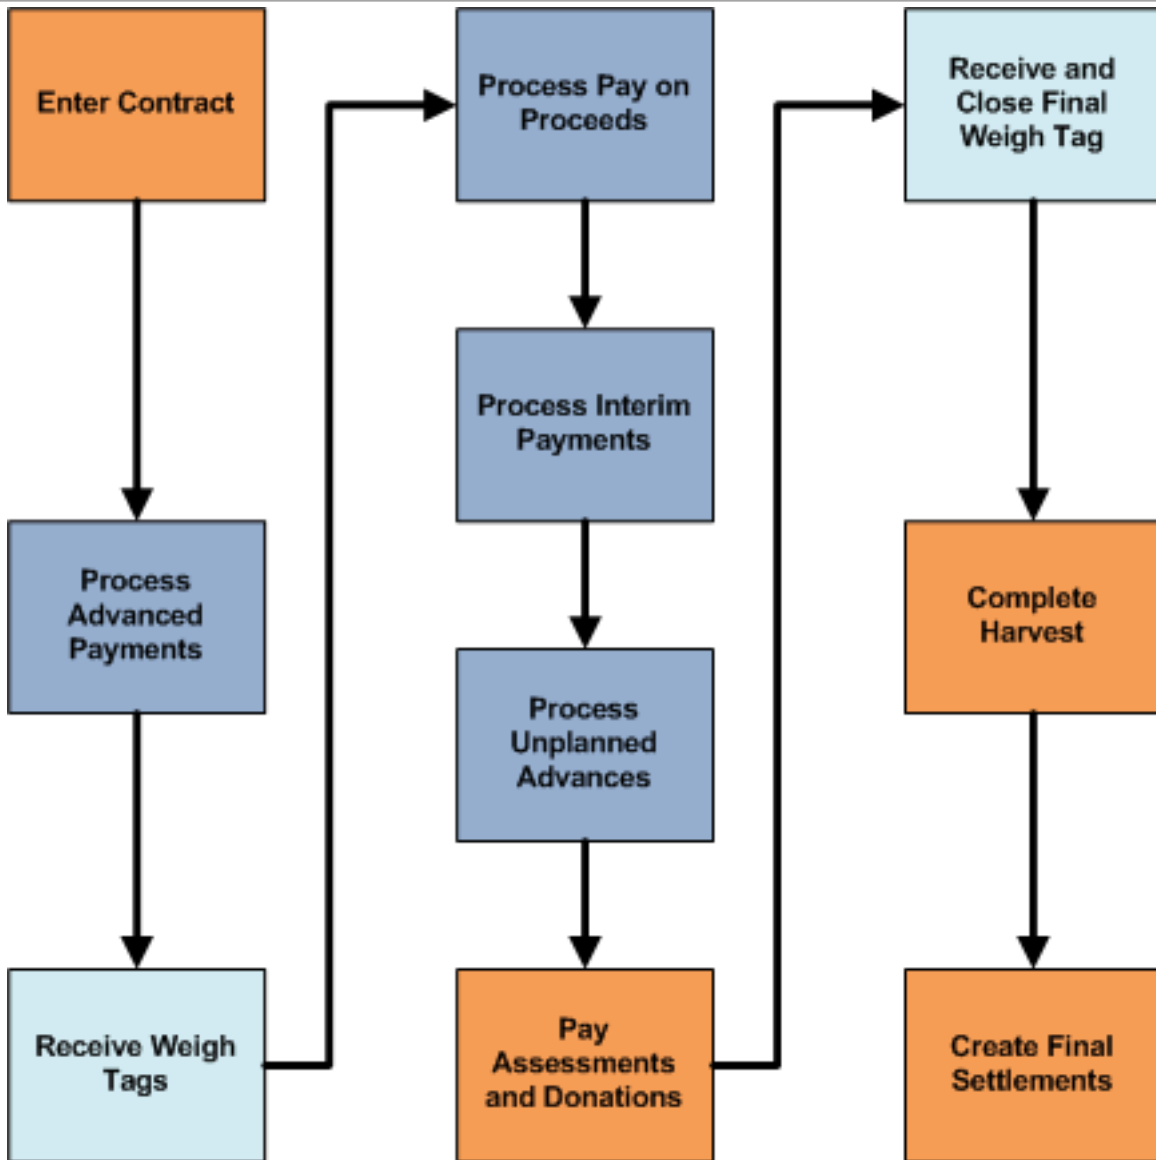 Enter Contract
Process
Advanced
Payments
Receive Weigh
Tags
Process Pay on
Proceeds
Process Interim
Payments
Process
Unplanned
Advances
Pay
Assessments
and Donations
Receive and
Close Final
Weigh Tag
Complete
Harvest
Create Final
Settlements